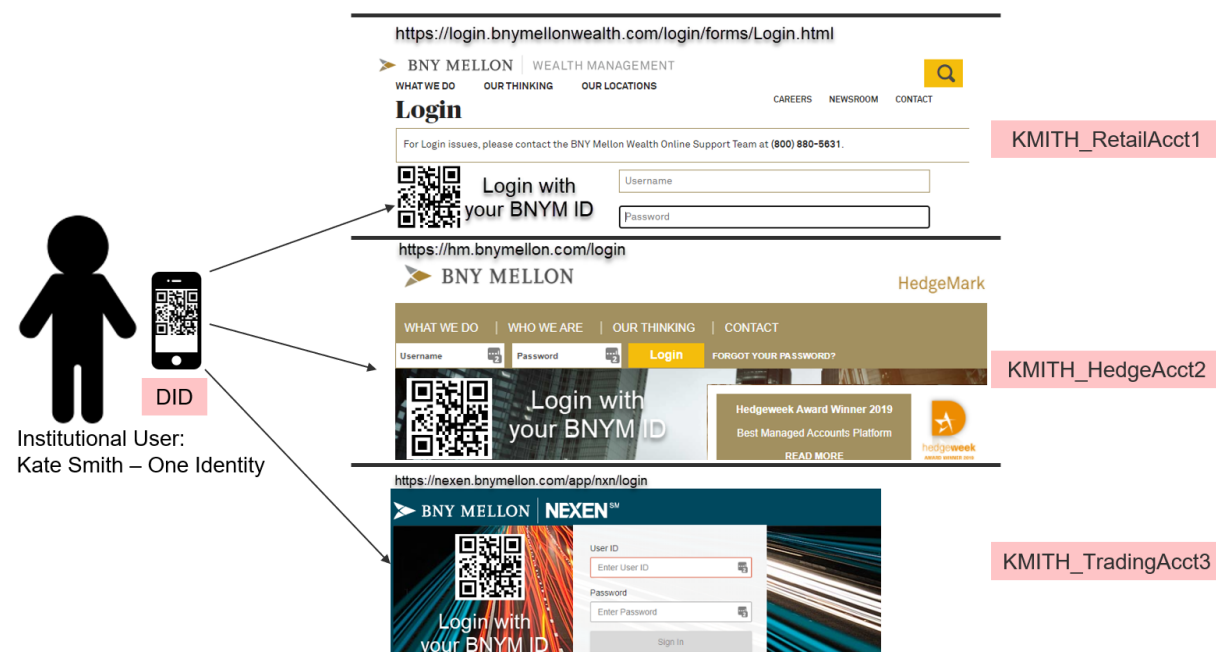 https://login.bnymellonwealth.com/login/forms/Login.html
BNY MELLON WEALTH MANAGEMENT
WHAT WE DO OUR THINKING OUR LOCATIONS
CAREERS NEWSROOM CONTACT
Login
For Login issues, please contact the BNY Mellon Wealth Online Support Team at (800) 880-5631.
KMITH_RetailAcct1
Login with
your BNYM ID
Username
Password
https://hm.bnymellon.com/login
BNY MELLON
HedgeMark
WHAT WE DO | WHO WE ARE | OUR THINKING | CONTACT
Username Password Login FORGOT YOUR PASSWORD?
KMITH_HedgeAcct2
Login with
your BNYM ID
Hedgeweek Award Winner 2019
Best Managed Accounts Platform
READ MORE
hedgeweek
AWARD WINNER 2019
DID
Institutional User:
Kate Smith – One Identity
https://nexen.bnymellon.com/app/nxn/login
BNY MELLON NEXEN SM
User ID
Enter User ID
Password
Enter Password
Sign In
Login with
your BNYM ID
KMITH_TradingAcct3